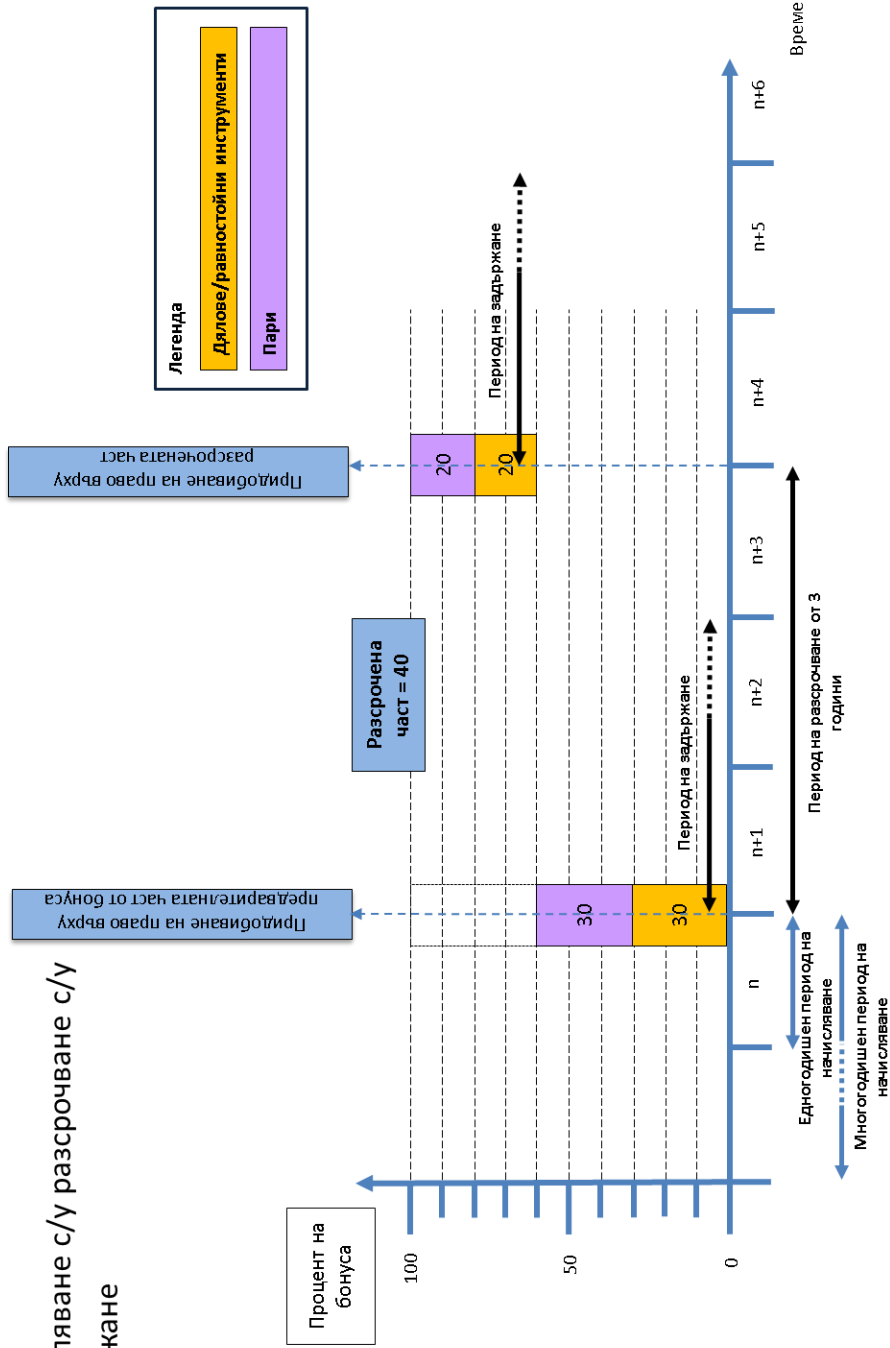 ляване с/у разсрочване с/у
жане
Легенда
Дялове/равностойни инструменти
Пари
Придобиване на право върху
предварителната част от бонуса
Придобиване на право върху
разсрочената част
Процент на
бонуса
Разсрочена
част = 40
100
50
0
30
30
20
20
Период на задържане
Период на задържане
n
n+1
n+2
n+3
n+4
n+5
n+6
Време
Едногодишен период на
начисляване
Многогодишен период на
начисляване
Период на разсрочване от 3
години